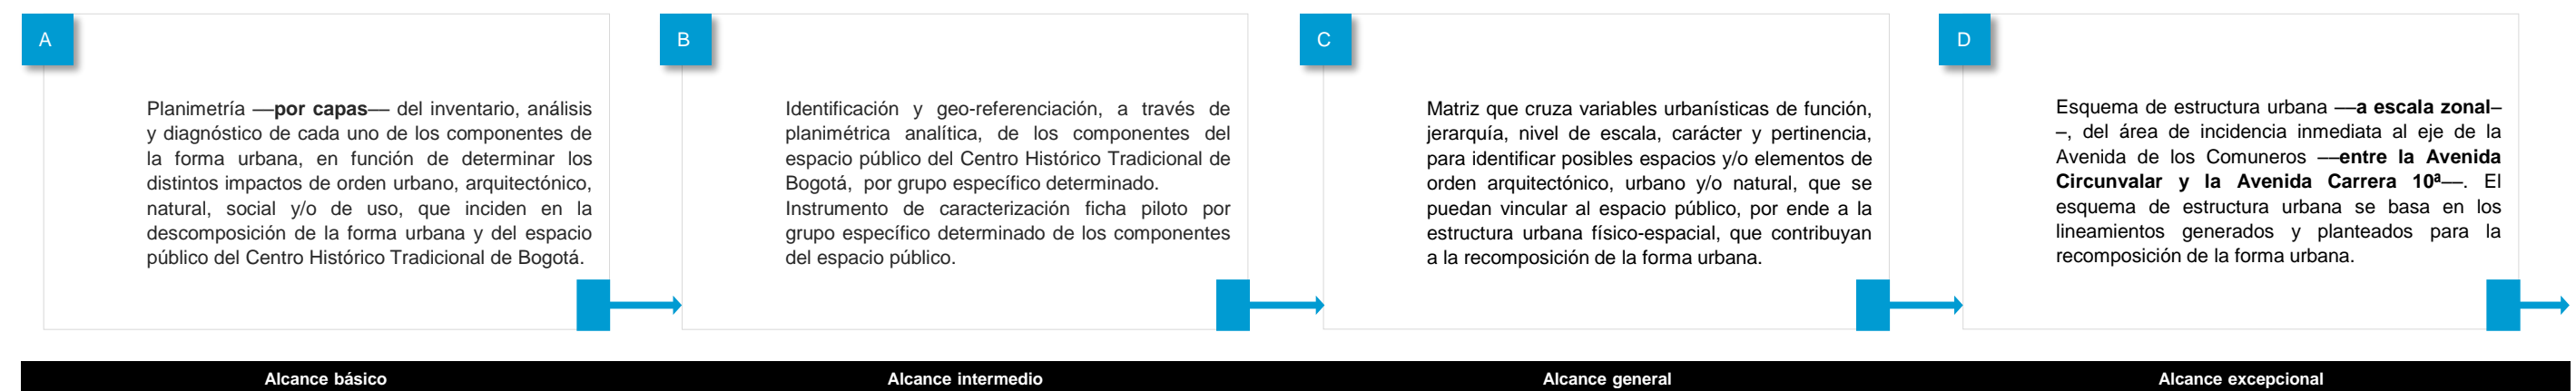 A
Planimetría —por capas— del inventario, análisis
y diagnóstico de cada uno de los componentes de
la forma urbana, en función de determinar los
distintos impactos de orden urbano, arquitectónico,
natural, social y/o de uso, que inciden en la
descomposición de la forma urbana y del espacio
público del Centro Histórico Tradicional de Bogotá.
B
Identificación y geo-referenciación, a través de
planimétrica analítica, de los componentes del
espacio público del Centro Histórico Tradicional de
Bogotá, por grupo específico determinado.
Instrumento de caracterización ficha piloto por
grupo específico determinado de los componentes
del espacio público.
C
Matriz que cruza variables urbanísticas de función,
jerarquía, nivel de escala, carácter y pertinencia,
para identificar posibles espacios y/o elementos de
orden arquitectónico, urbano y/o natural, que se
puedan vincular al espacio público, por ende a la
estructura urbana físico-espacial, que contribuyan
a la recomposición de la forma urbana.
D
Esquema de estructura urbana —a escala zonal–
–, del área de incidencia inmediata al eje de la
Avenida de los Comuneros —entre la Avenida
Circunvalar y la Avenida Carrera 10ª—. El
esquema de estructura urbana se basa en los
lineamientos generados y planteados para la
recomposición de la forma urbana.
Alcance básico
Alcance intermedio
Alcance general
Alcance excepcional